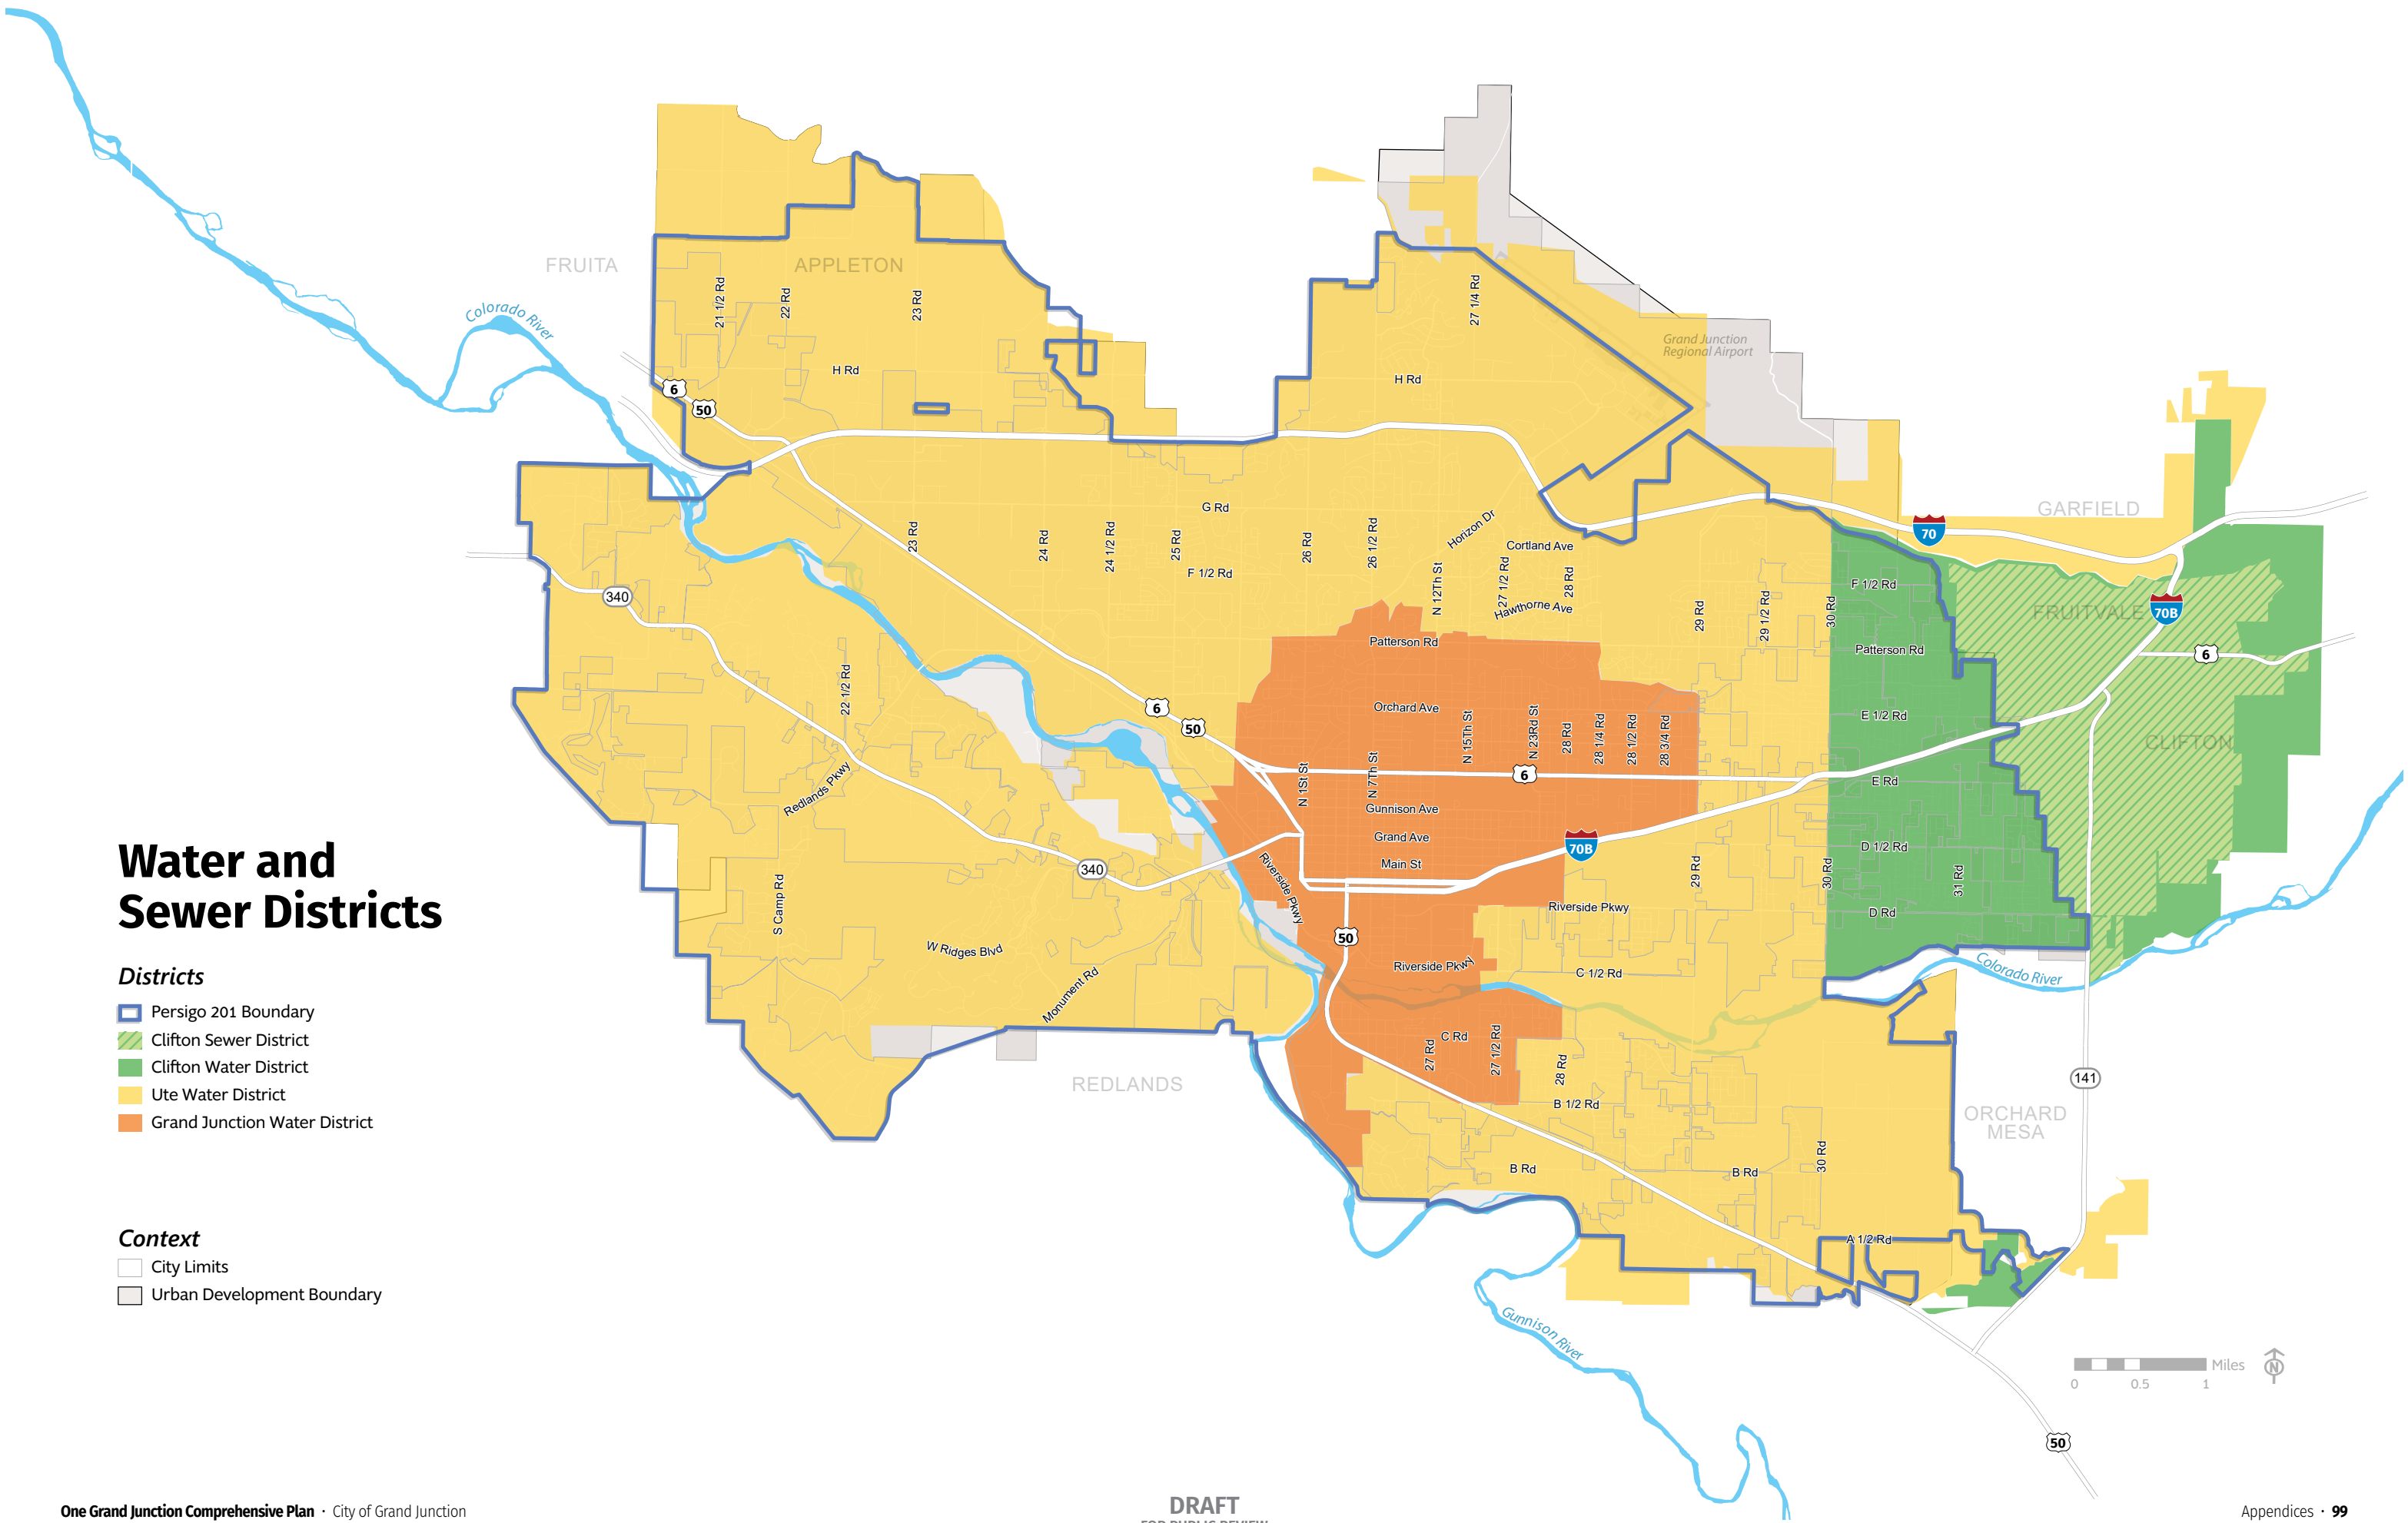 FRUITA
APPLETON
Colorado River
21 1/2 Rd
22 Rd
23 Rd
27 1/4 Rd
Grand Junction
Regional Airport
H Rd
H Rd
6
50
GARFIELD
G Rd
70
23 Rd
24 Rd
24 1/2 Rd
25 Rd
26 Rd
26 1/2 Rd
Horizon Dr
Cortland Ave
F 1/2 Rd
N 12Th St
27 1/2 Rd
28 Rd
Hawthorne Ave
340
29 Rd
29 1/2 Rd
30 Rd
F 1/2 Rd
FRUITVALE
70B
Patterson Rd
Patterson Rd
6
22 1/2 Rd
6
50
Orchard Ave
N 15Th St
N 23Rd St
28 Rd
28 1/4 Rd
28 1/2 Rd
28 3/4 Rd
E 1/2 Rd
CLIFTON
Redlands Pkwy
N 1St St
N 7Th St
6
E Rd
Gunnison Ave
Grand Ave
70B
D 1/2 Rd
Main St
340
Riverside Pkwy
29 Rd
30 Rd
31 Rd
S Camp Rd
Riverside Pkwy
D Rd
W Ridges Blvd
50
Monument Rd
Riverside Pkwy
C 1/2 Rd
Colorado River
C Rd
27 Rd
27 1/2 Rd
28 Rd
REDLANDS
141
B 1/2 Rd
ORCHARD
MESA
B Rd
B Rd
30 Rd
A 1/2 Rd
Gunnison River
50
Water and
Sewer Districts
Districts
Persigo 201 Boundary
Clifton Sewer District
Clifton Water District
Ute Water District
Grand Junction Water District
Context
City Limits
Urban Development Boundary
Miles
N
0 0.5 1
One Grand Junction Comprehensive Plan · City of Grand Junction
DRAFT
FOR PUBLIC REVIEW
Appendices · 99